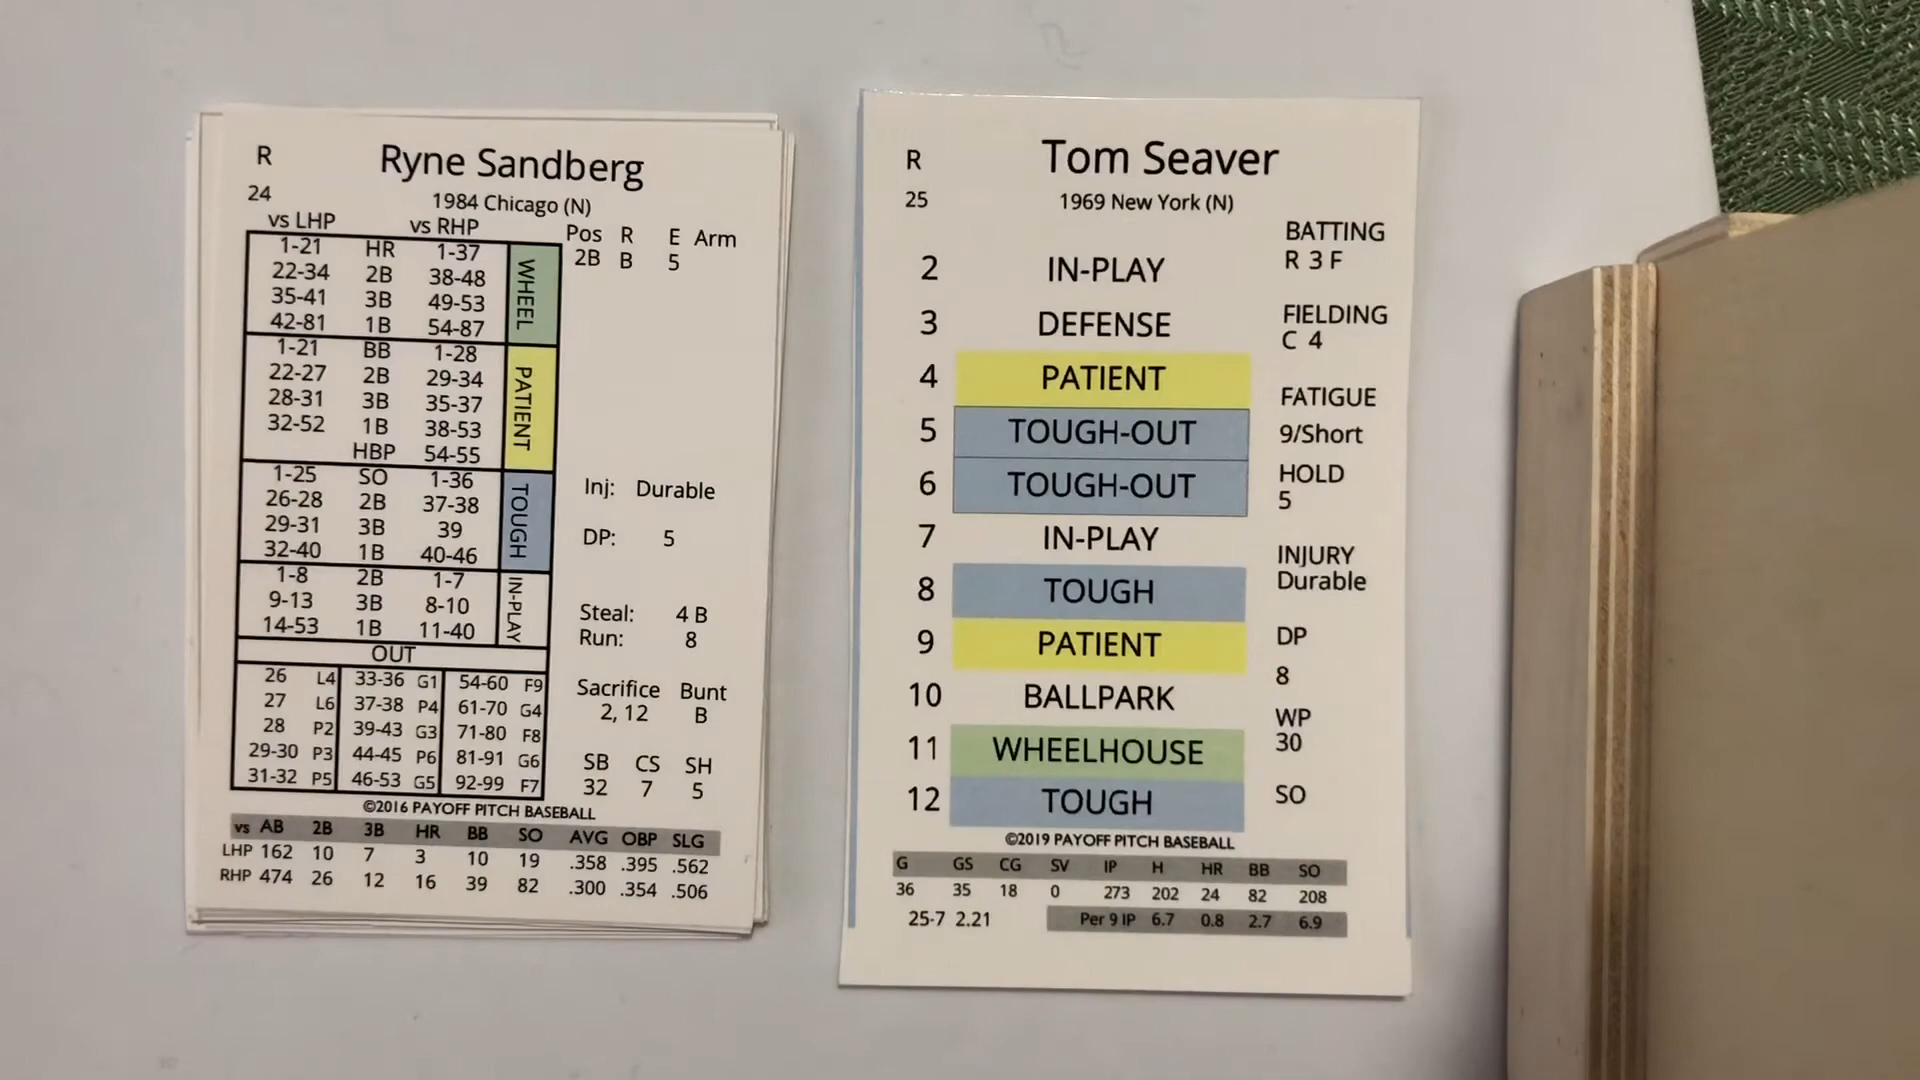 R Ryne Sandberg
24 1984 Chicago (N)
vs LHP vs RHP Pos R E Arm
1-21 HR 1-37 2B B 5
22-34 2B 38-48
35-41 3B 49-53
42-81 1B 54-87
WHEEL
1-21 BB 1-28
22-27 2B 29-34
28-31 3B 35-37
32-52 1B 38-53
HBP 54-55
PATIENT
1-25 SO 1-36 Inj: Durable
26-28 2B 37-38
29-31 3B 39 DP: 5
32-40 1B 40-46
TOUGH
1-8 2B 1-7
9-13 3B 8-10 Steal: 4 B
14-53 1B 11-40 Run: 8
IN-PLAY
OUT
26 L4 33-36 G1 54-60 F9 Sacrifice Bunt
27 L6 37-38 P4 61-70 G4 2, 12 B
28 P2 39-43 G3 71-80 F8
29-30 P3 44-45 P6 81-91 G6 SB CS SH
31-32 P5 46-53 G5 92-99 F7 32 7 5
©2016 PAYOFF PITCH BASEBALL
vs AB 2B 3B HR BB SO AVG OBP SLG
LHP 162 10 7 3 10 19 .358 .395 .562
RHP 474 26 12 16 39 82 .300 .354 .506
R Tom Seaver
25 1969 New York (N)
BATTING
R 3 F
2 IN-PLAY
3 DEFENSE
FIELDING
C 4
4 PATIENT
FATIGUE
5 TOUGH-OUT 9/Short
6 TOUGH-OUT
HOLD
5
7 IN-PLAY
INJURY
Durable
8 TOUGH
9 PATIENT
DP
8
10 BALLPARK
WP
30
11 WHEELHOUSE
12 TOUGH
SO
©2019 PAYOFF PITCH BASEBALL
G GS CG SV IP H HR BB SO
36 35 18 0 273 202 24 82 208
25-7 2.21 Per 9 IP 6.7 0.8 2.7 6.9